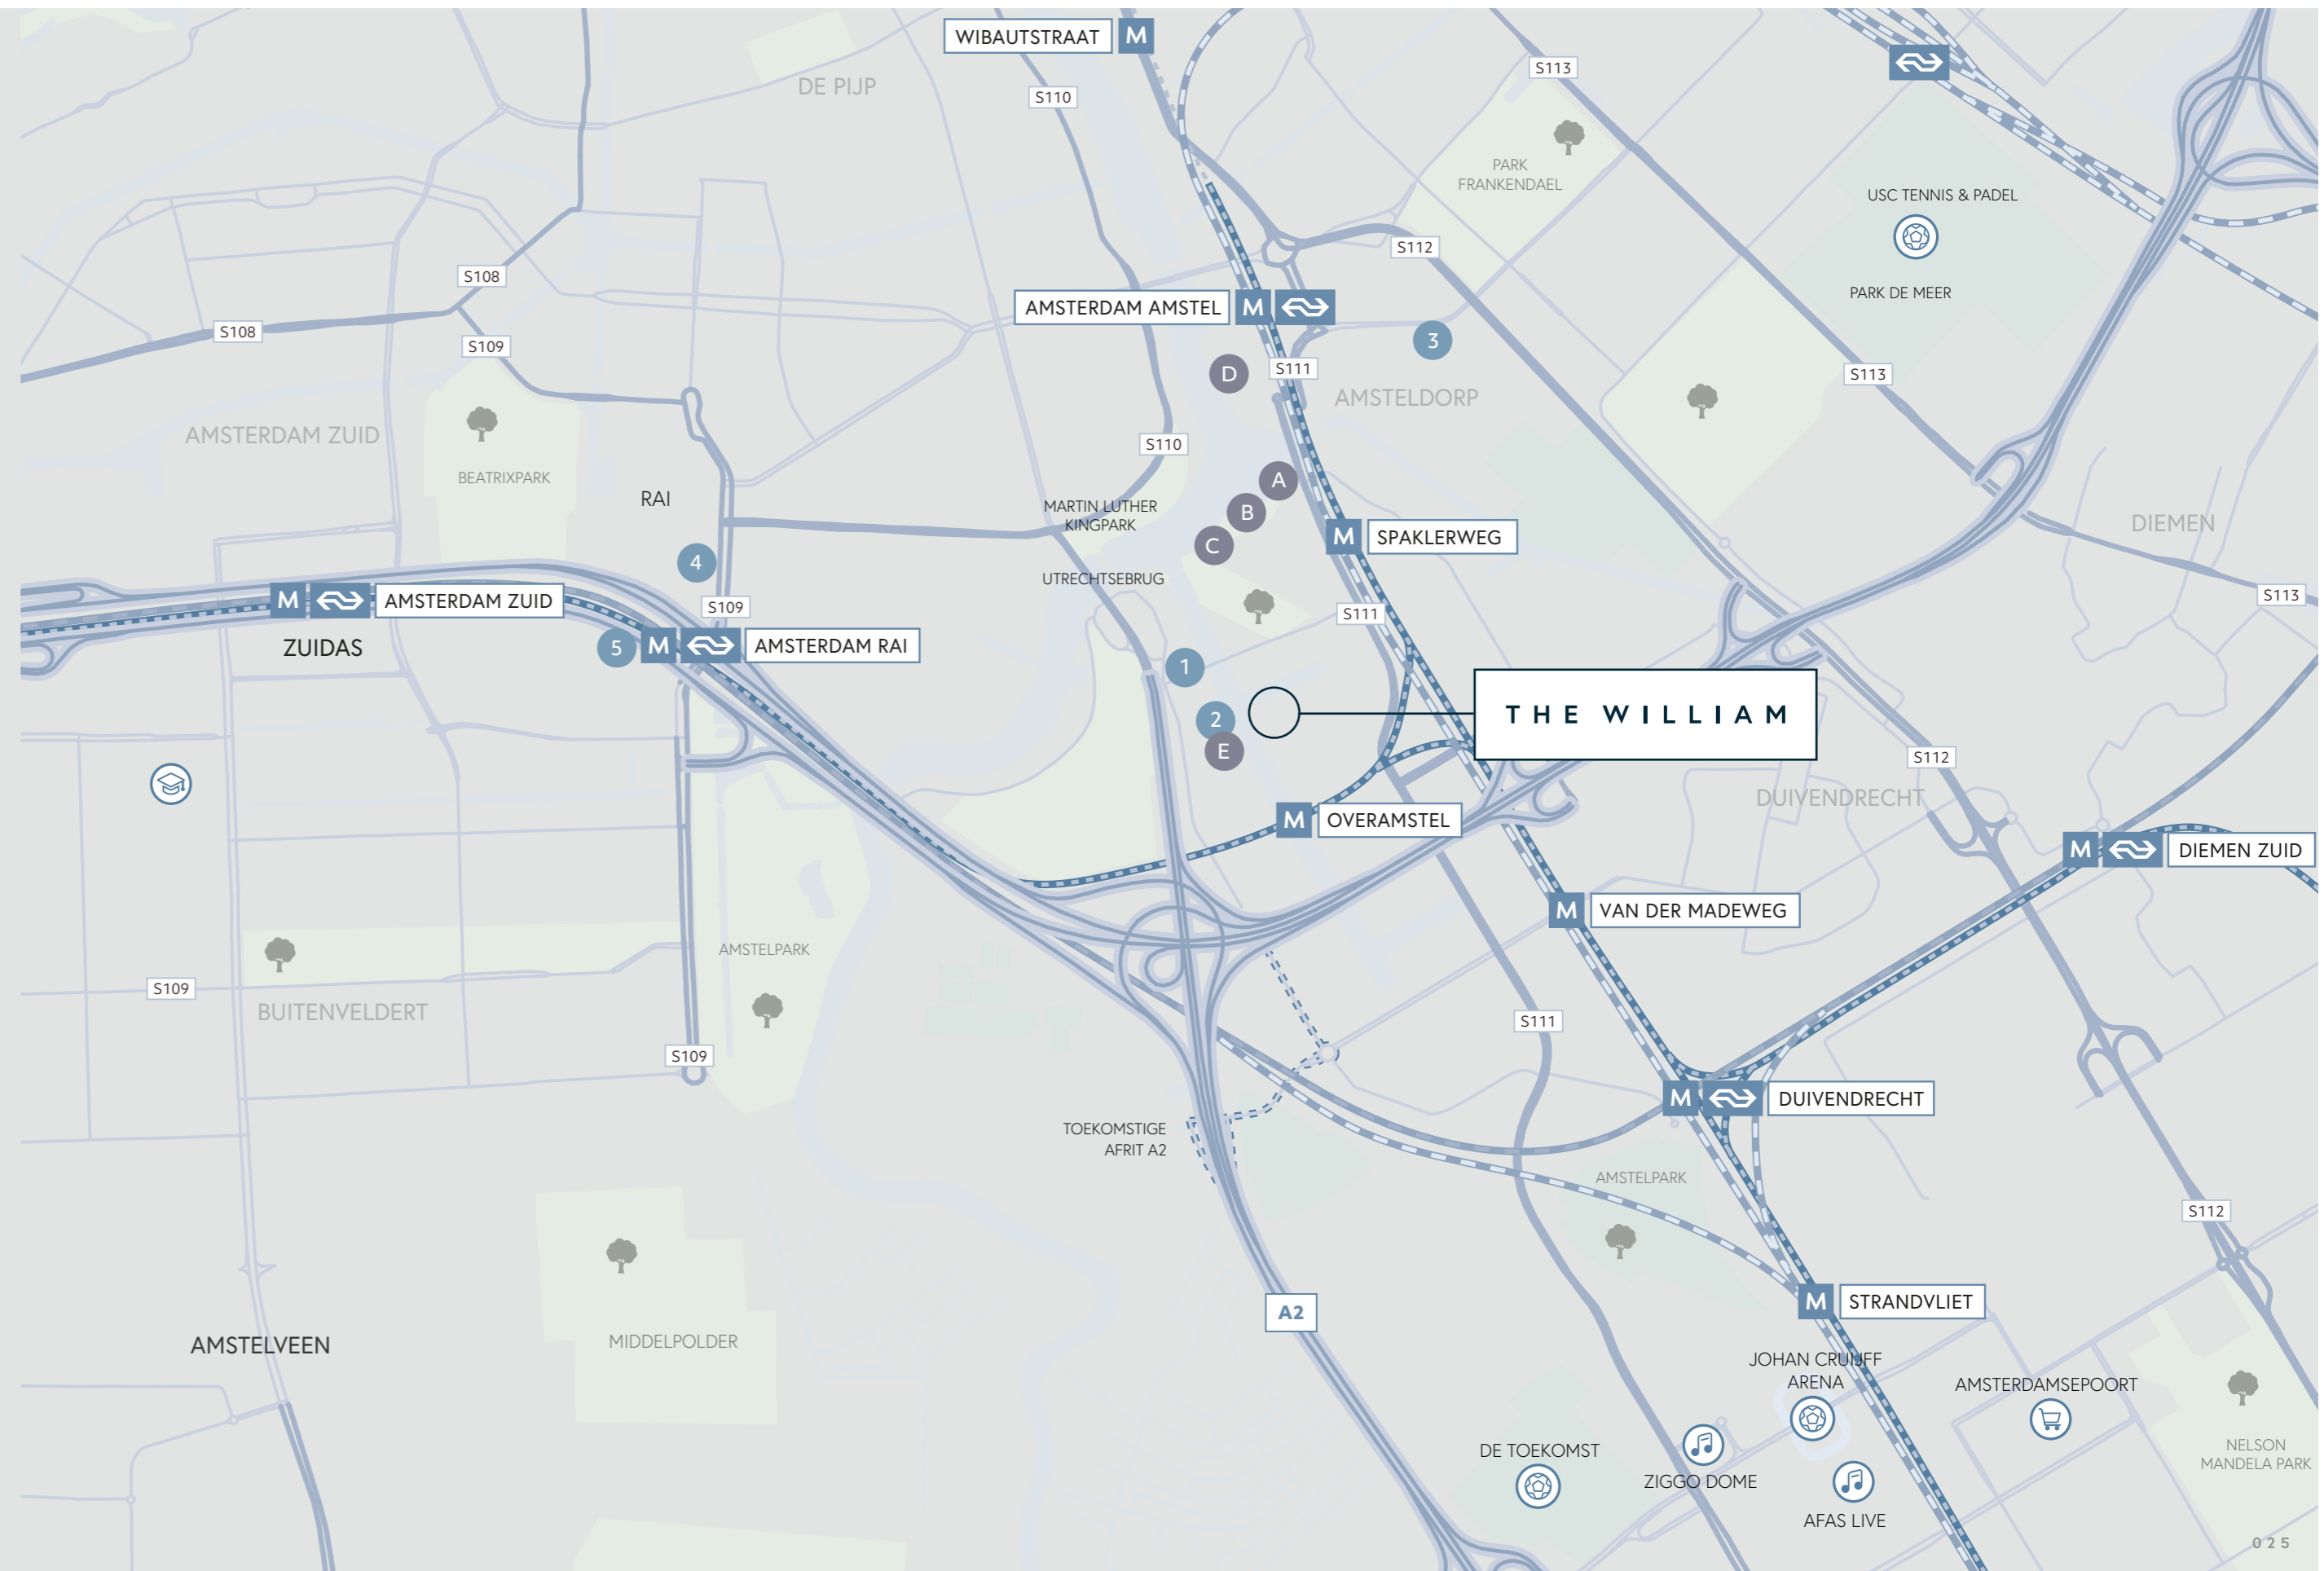 WIBAUTSTRAAT M
DE PIJP
S110
S113
PARK
FRANKENDAEL
USC TENNIS & PADEL
PARK DE MEER
S112
S108
S108
S109
AMSTERDAM AMSTEL M
3
D
S111
AMSTELDORP
S113
AMSTERDAM ZUID
BEATRIXPARK
RAI
S110
A
B
C
MARTIN LUTHER
KINGPARK
M SPAKLERWEG
DIEMEN
4
UTRECHTSEBRUG
M AMSTERDAM ZUID
S109
S111
S113
ZUIDAS
5 M AMSTERDAM RAI
1
2
E
THE WILLIAM
S112
DUIVENDRECHT
M OVERAMSTEL
M DIEMEN ZUID
M VAN DER MADEWEG
AMSTELPARK
S109
BUITENVELDERT
S109
S111
M DUIVENDRECHT
TOEKOMSTIGE
AFRIT A2
AMSTELPARK
S112
A2
M STRANDVLIET
AMSTELVEEN
MIDDELPOLDER
JOHAN CRUIJFF
ARENA
AMSTERDAMSEPOORT
DE TOEKOMST
ZIGGO DOME
AFAS LIVE
NELSON
MANDELA PARK
025